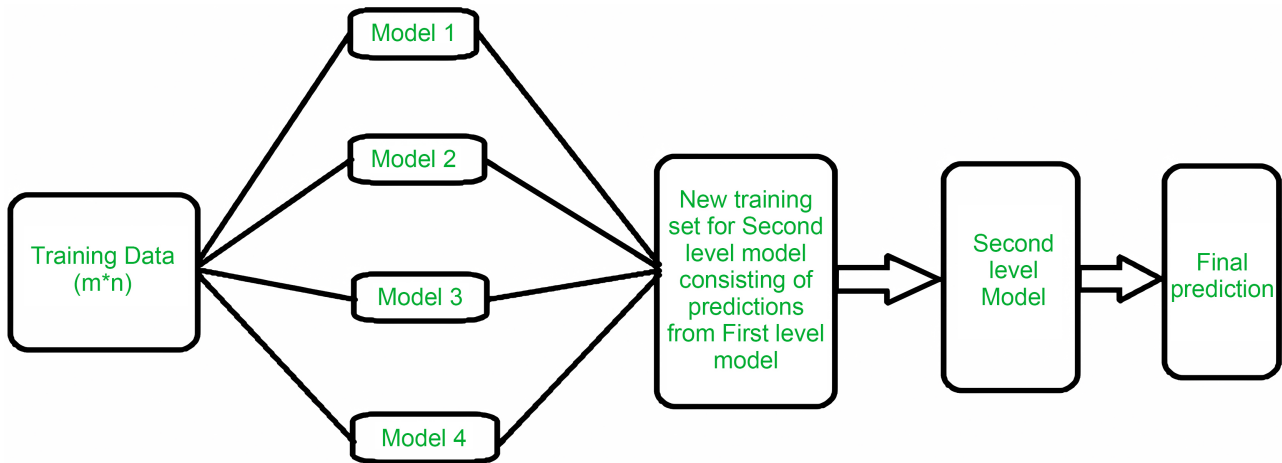 Model 1
Model 2
Training Data
(m*n)
Model 3
Model 4
New training
set for Second
level model
consisting of
predictions
from First level
model
Second
level
Model
Final
prediction